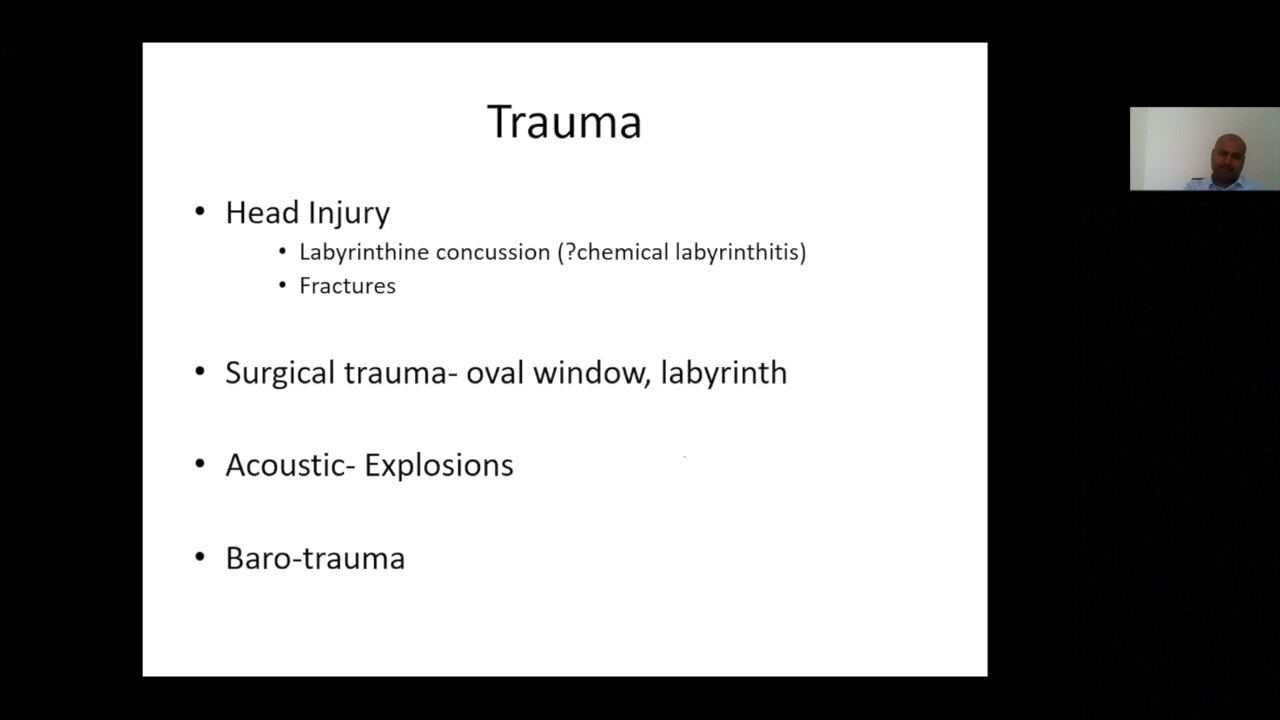 Trauma
• Head Injury
• Labyrinthine concussion (?chemical labyrinthitis)
• Fractures
• Surgical trauma- oval window, labyrinth
• Acoustic- Explosions
• Baro-trauma